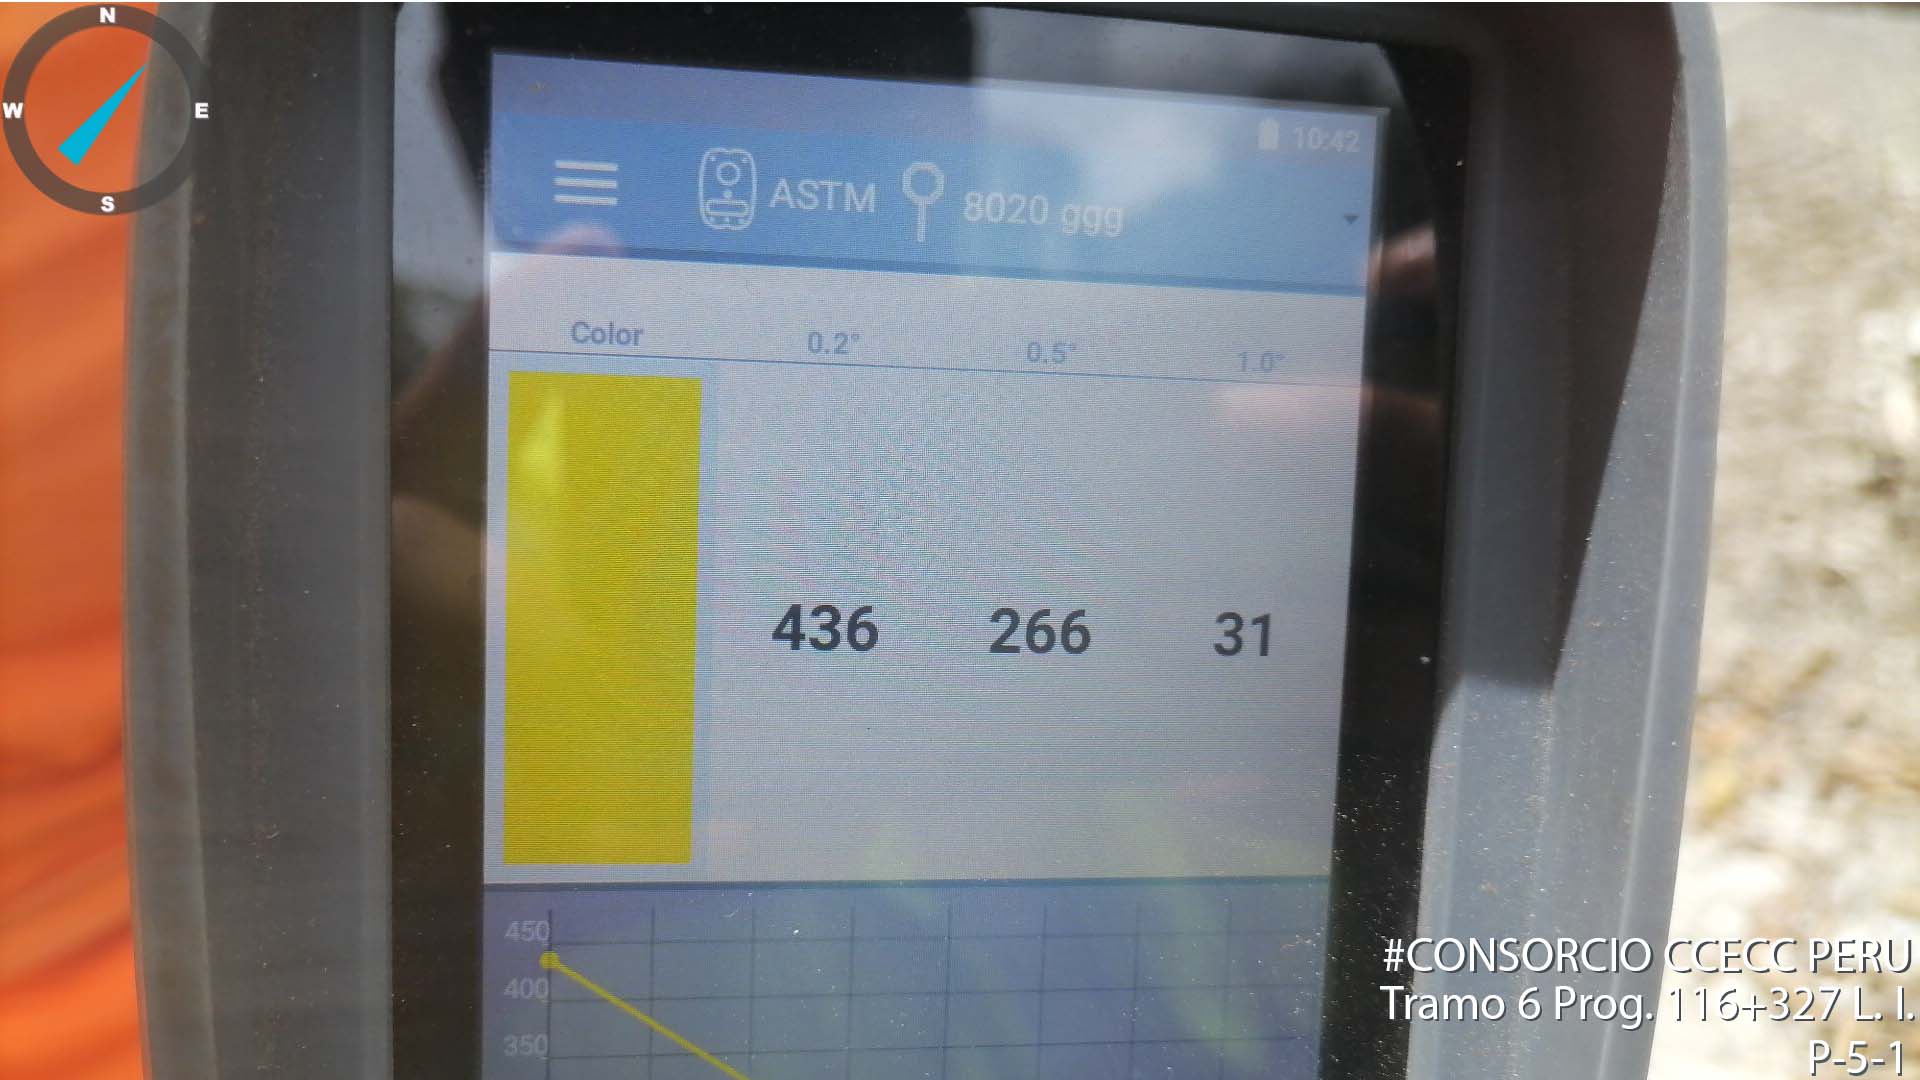 N
W E
S
10:42
ASTM 8020 ggg
Color 0.2° 0.5° 1.0°
436 266 31
450
400
350
#CONSORCIO CCECC PERU
Tramo 6 Prog. 116+327 L. I.
P-5-1